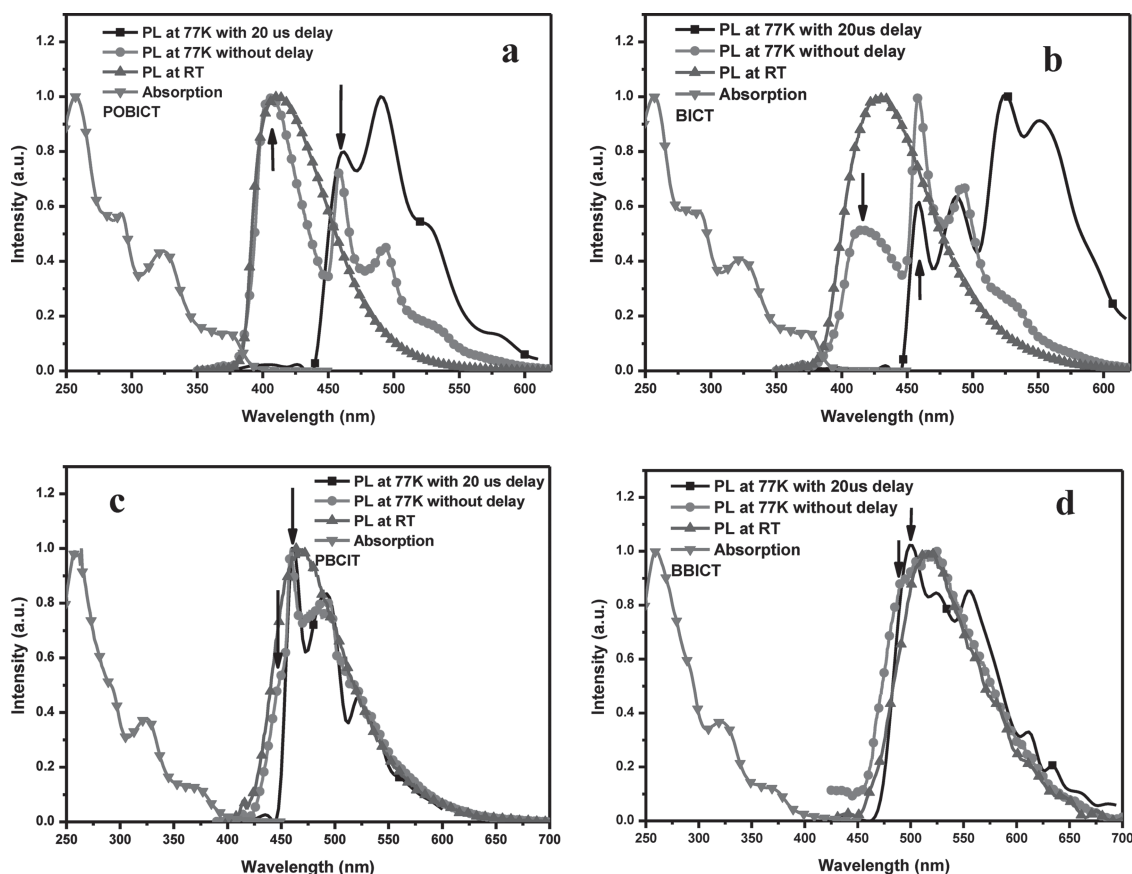 a
PL at 77K with 20 us delay
PL at 77K without delay
PL at RT
Absorption
POBICT
Intensity (a.u.)
1.2
1.0
0.8
0.6
0.4
0.2
0.0
250 300 350 400 450 500 550 600
Wavelength (nm)
b
PL at 77K with 20 us delay
PL at 77K without delay
PL at RT
Absorption
BICT
Intensity (a.u.)
1.2
1.0
0.8
0.6
0.4
0.2
0.0
250 300 350 400 450 500 550 600
Wavelength (nm)
c
PL at 77K with 20 us delay
PL at 77K without delay
PL at RT
Absorption
PBCIT
Intensity (a.u.)
1.2
1.0
0.8
0.6
0.4
0.2
0.0
250 300 350 400 450 500 550 600 650 700
Wavelength (nm)
d
PL at 77K with 20us delay
PL at 77K without delay
PL at RT
Absorption
BBICT
Intensity (a.u.)
1.2
1.0
0.8
0.6
0.4
0.2
0.0
250 300 350 400 450 500 550 600 650 700
Wavelength (nm)